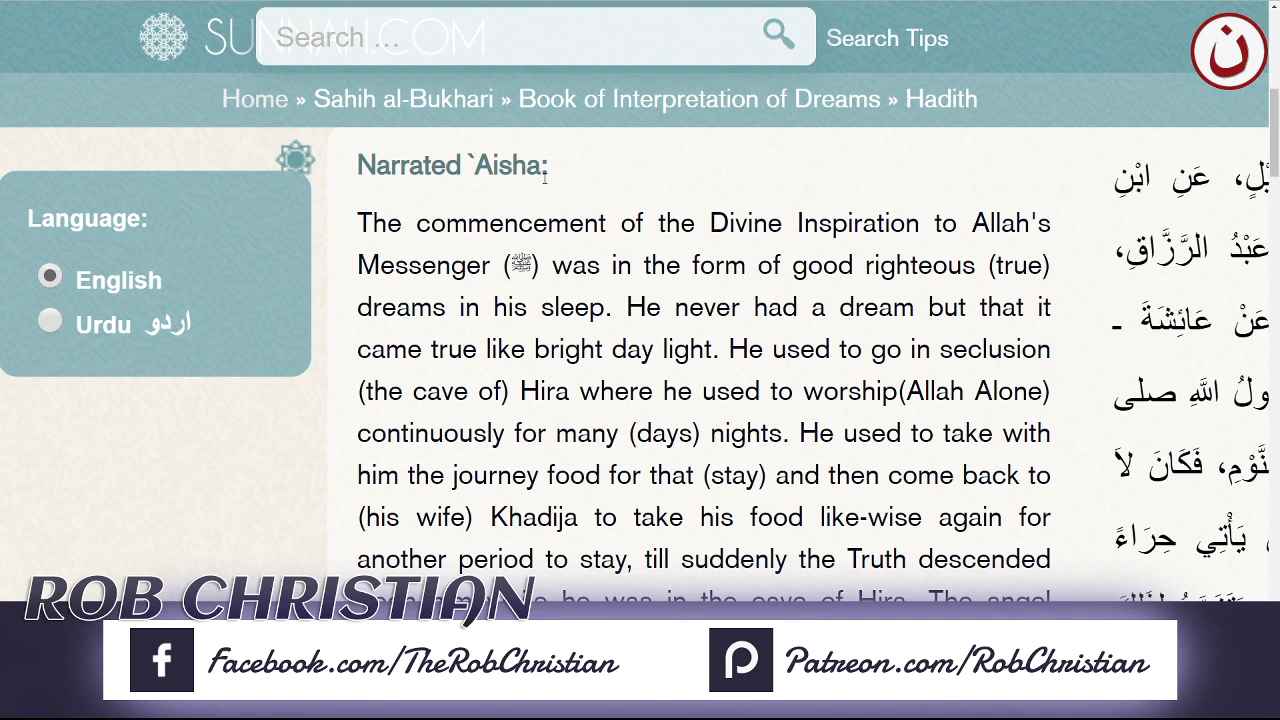 SUNNAH.COM
Search …
Search Tips
ن
Home » Sahih al-Bukhari » Book of Interpretation of Dreams » Hadith
Language:
English
Urdu اردو
Narrated `Aisha:
The commencement of the Divine Inspiration to Allah's
Messenger (ﷺ) was in the form of good righteous (true)
dreams in his sleep. He never had a dream but that it
came true like bright day light. He used to go in seclusion
(the cave of) Hira where he used to worship(Allah Alone)
continuously for many (days) nights. He used to take with
him the journey food for that (stay) and then come back to
(his wife) Khadija to take his food like-wise again for
another period to stay, till suddenly the Truth descended
he was in the cave of Hira. The angel
عَنِ ابْنِ
عَبْدُ الرَّزَّاقِ،
عَنْ عَائِشَةَ ـ
اللَّهِ صلى
فَكَانَ لاَ
يَأْتِي حِرَاءً
ROB CHRISTIAN
f
Facebook.com/TheRobChristian
Patreon.com/RobChristian